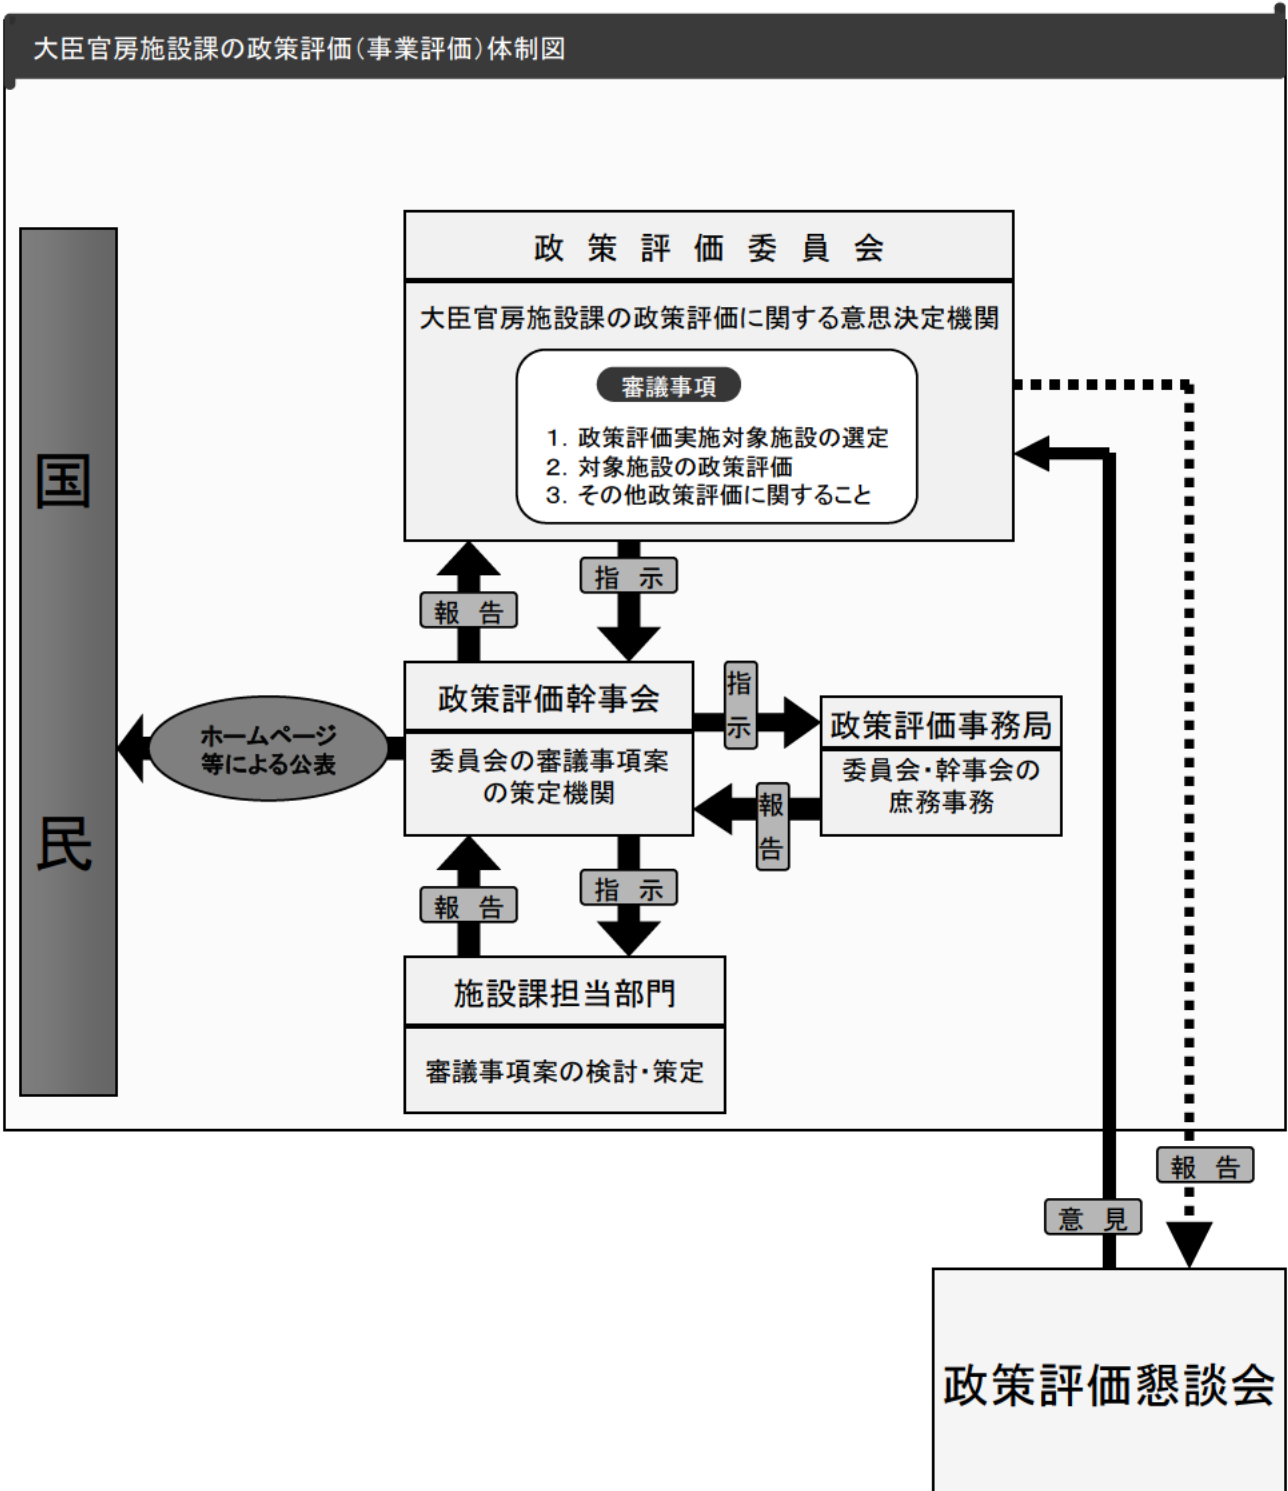 大臣官房施設課の政策評価（事業評価）体制図
政策評価委員会
大臣官房施設課の政策評価に関する意思決定機関
審議事項
1．政策評価実施対象施設の選定
2．対象施設の政策評価
3．その他政策評価に関すること
報告
指示
国民
ホームページ
等による公表
政策評価幹事会
委員会の審議事項案
の策定機関
指示
報告
政策評価事務局
委員会・幹事会の
庶務事務
報告
指示
施設課担当部門
審議事項案の検討・策定
報告
意見
政策評価懇談会